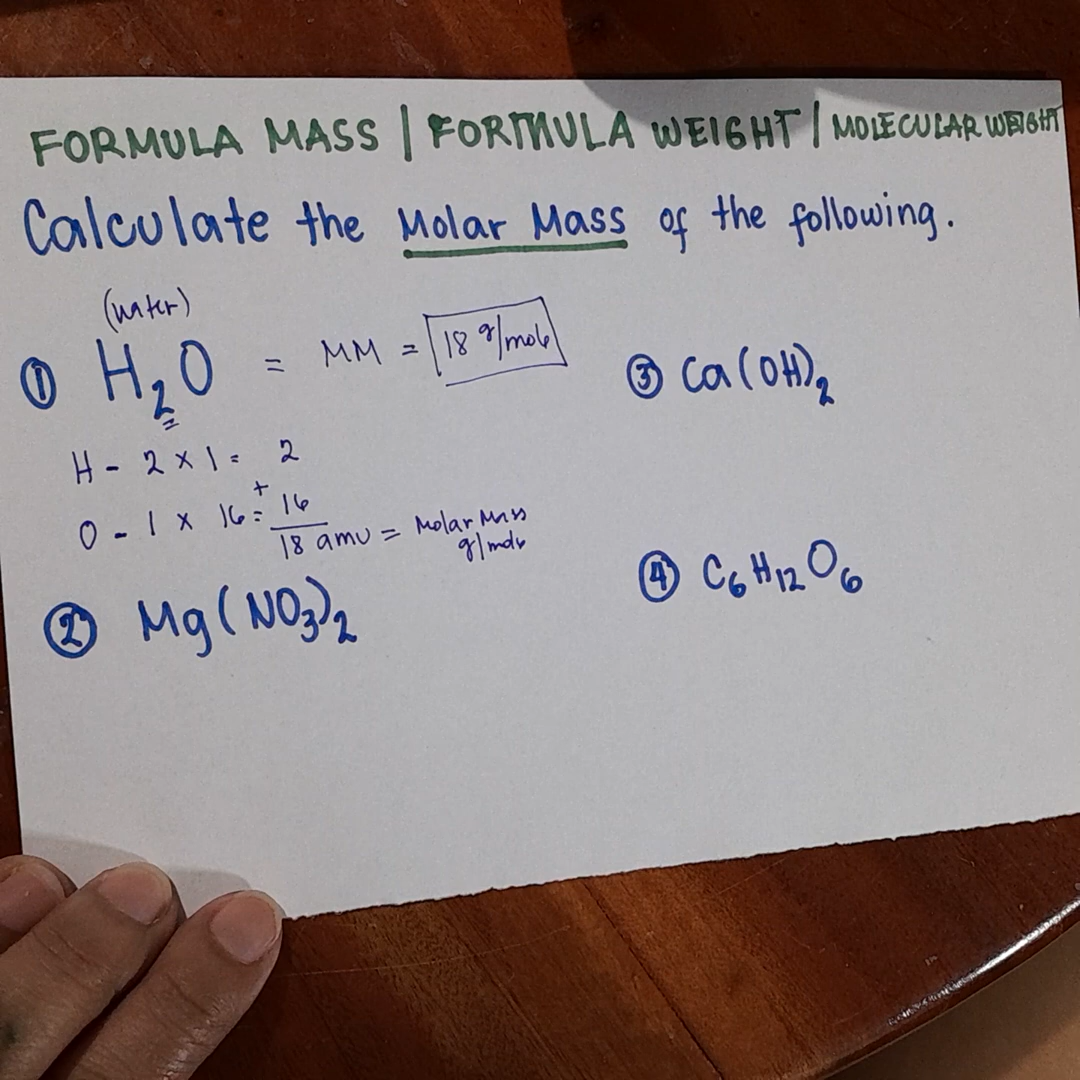 FORMULA MASS | FORMULA WEIGHT | MOLECULAR WEIGHT
Calculate the Molar Mass of the following.
(water)
① H₂O = MM = 18 g/mole
H - 2 x 1 = 2
+
O - 1 x 16 = 16
18 amu = Molar Mass
g/mole
② Mg(NO₃)₂
③ Ca(OH)₂
④ C₆H₁₂O₆